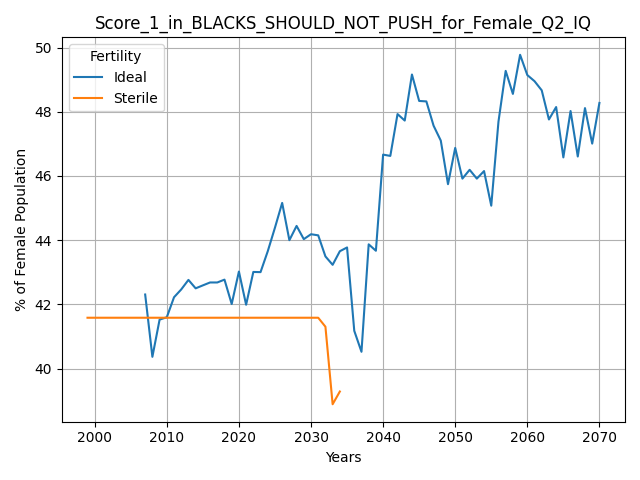 Score_1_in_BLACKS_SHOULD_NOT_PUSH_for_Female_Q2_IQ
% of Female Population
50
48
46
44
42
40
Fertility
Ideal
Sterile
2000 2010 2020 2030 2040 2050 2060 2070
Years